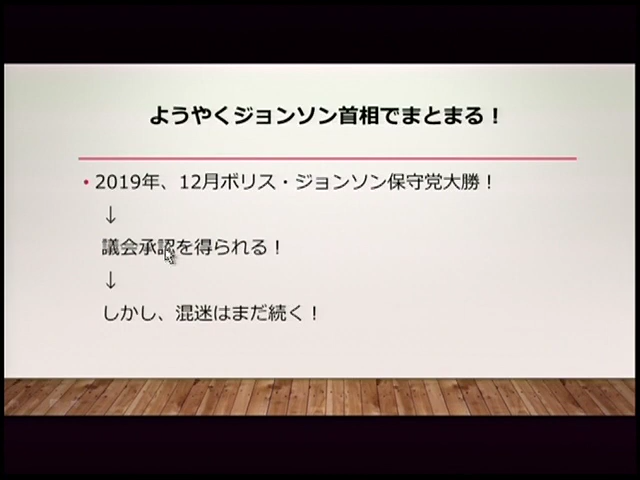 ようやくジョンソン首相でまとまる！
• 2019年、12月ボリス・ジョンソン保守党大勝！
↓
議会承認を得られる！
↓
しかし、混迷はまだ続く！